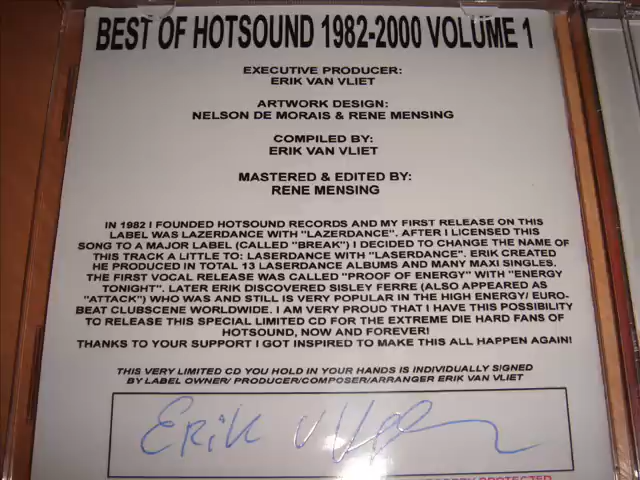 BEST OF HOTSOUND 1982-2000 VOLUME 1
EXECUTIVE PRODUCER:
ERIK VAN VLIET
ARTWORK DESIGN:
NELSON DE MORAIS & RENE MENSING
COMPILED BY:
ERIK VAN VLIET
MASTERED & EDITED BY:
RENE MENSING
IN 1982 I FOUNDED HOTSOUND RECORDS AND MY FIRST RELEASE ON THIS
LABEL WAS LAZERDANCE WITH "LAZERDANCE". AFTER I LICENSED THIS
SONG TO A MAJOR LABEL (CALLED "BREAK") I DECIDED TO CHANGE THE NAME OF
THIS TRACK A LITTLE TO: LASERDANCE WITH "LASERDANCE". ERIK CREATED
HE PRODUCED IN TOTAL 13 LASERDANCE ALBUMS AND MANY MAXI SINGLES.
THE FIRST VOCAL RELEASE WAS CALLED "PROOF OF ENERGY" WITH "ENERGY
TONIGHT". LATER ERIK DISCOVERED SISLEY FERRE (ALSO APPEARED AS
"ATTACK") WHO WAS AND STILL IS VERY POPULAR IN THE HIGH ENERGY/ EURO-
BEAT CLUBSCENE WORLDWIDE. I AM VERY PROUD THAT I HAVE THIS POSSIBILITY
TO RELEASE THIS SPECIAL LIMITED CD FOR THE EXTREME DIE HARD FANS OF
HOTSOUND, NOW AND FOREVER!
THANKS TO YOUR SUPPORT I GOT INSPIRED TO MAKE THIS ALL HAPPEN AGAIN!
THIS VERY LIMITED CD YOU HOLD IN YOUR HANDS IS INDIVIDUALLY SIGNED
BY LABEL OWNER/ PRODUCER/COMPOSER/ARRANGER ERIK VAN VLIET
ERik
PROTECTED